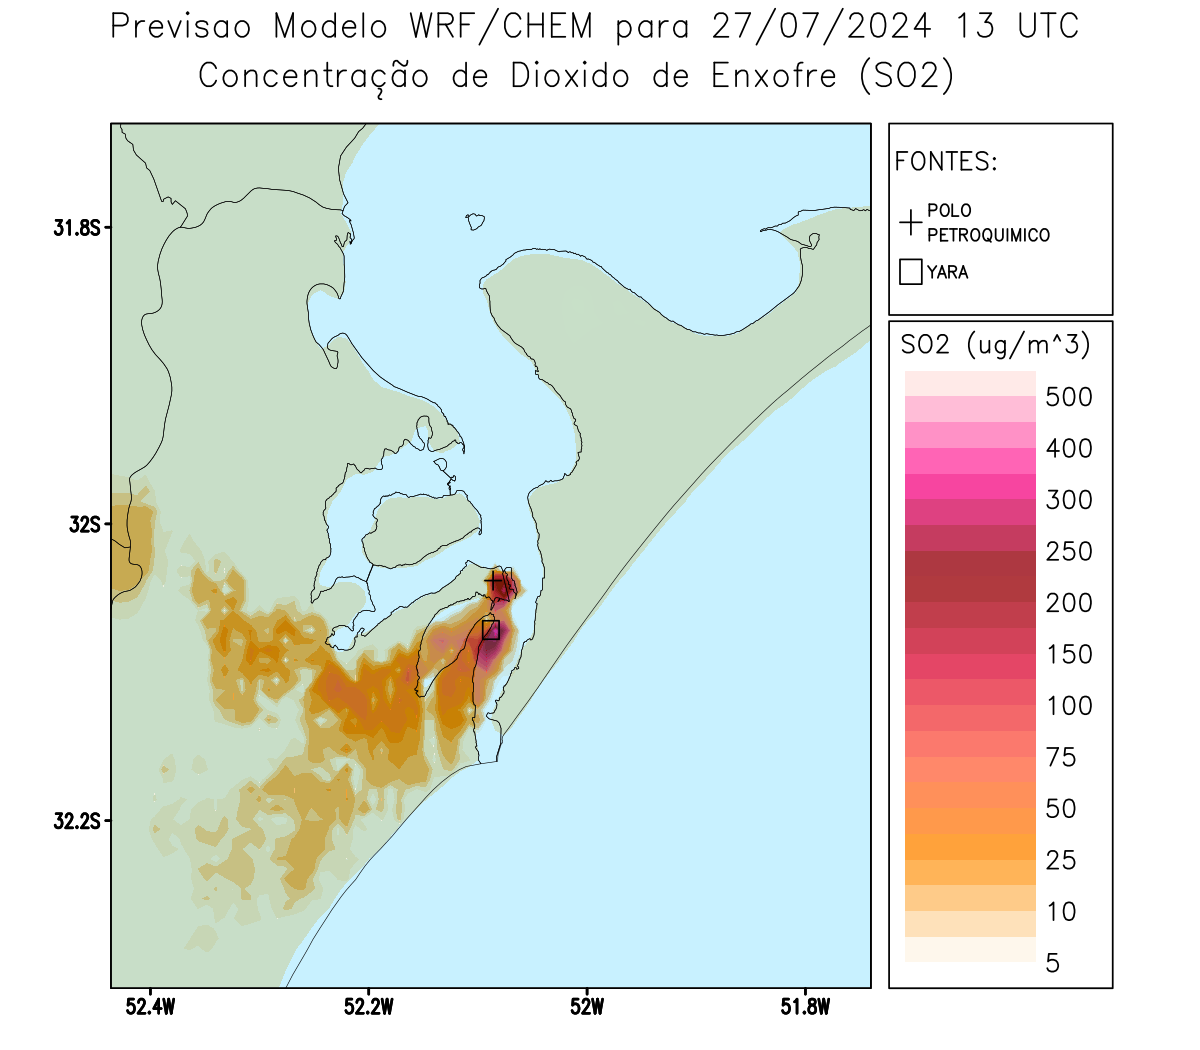 Previsao Modelo WRF/CHEM para 27/07/2024 13 UTC
Concentração de Dioxido de Enxofre (SO2)
FONTES:
POLO
PETROQUIMICO
YARA
SO2 (ug/m^3)
500
400
300
250
200
150
100
75
50
25
10
5
31.8S
32S
32.2S
52.4W
52.2W
52W
51.8W